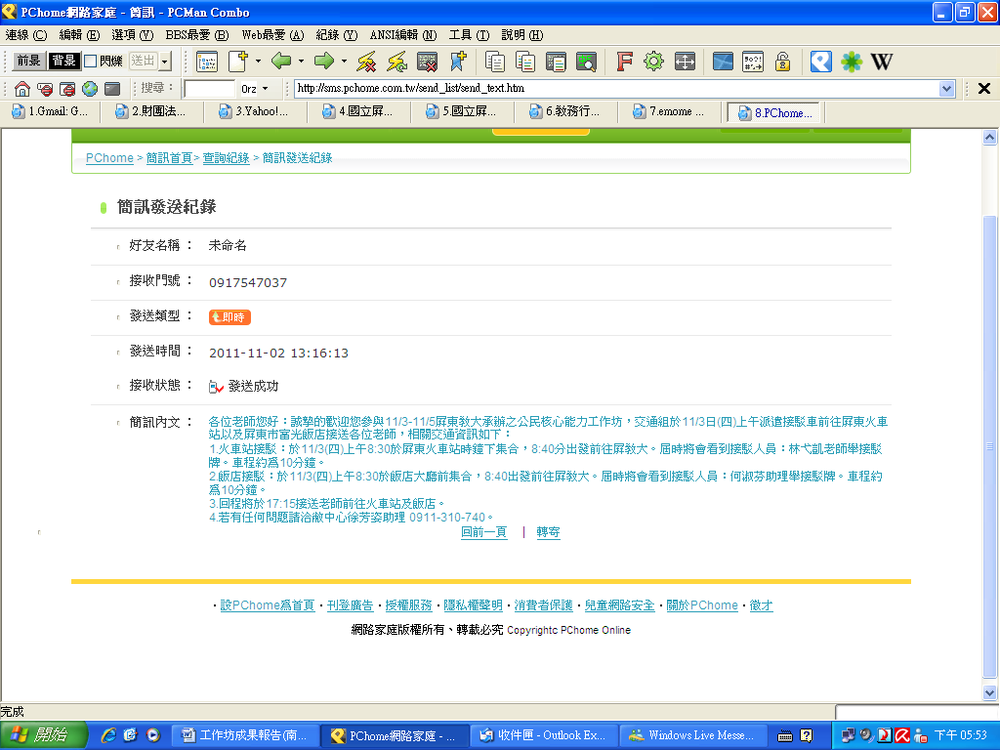 PChome網路家庭 - 簡訊 - PCMan Combo
連線 (C) 編輯 (E) 選項 (V) BBS最愛 (B) Web最愛 (A) 紀錄 (Y) ANSI編輯 (N) 工具 (T) 說明 (H)
前景 背景 閃爍 送出 F W
搜尋： Orz http://sms.pchome.com.tw/send_list/send_text.htm
1.Gmail: G... 2.財團法... 3.Yahoo!... 4.國立屏... 5.國立屏... 6.教務行... 7.emome ... 8.PChome...
PChome > 簡訊首頁> 查詢紀錄 > 簡訊發送紀錄
簡訊發送紀錄
好友名稱： 未命名
接收門號： 0917547037
發送類型： 即時
發送時間： 2011-11-02 13:16:13
接收狀態： 發送成功
簡訊內文： 各位老師您好：誠摯的歡迎您參與11/3-11/5屏東教大承辦之公民核心能力工作坊，交通組於11/3日(四)上午派遣接駁車前往屏東火車
站以及屏東市富光飯店接送各位老師，相關交通資訊如下：
1.火車站接駁：於11/3(四)上午8:30於屏東火車站時鐘下集合，8:40分出發前往屏教大。屆時將會看到接駁人員：林弋凱老師舉接駁
牌。車程約為10分鐘。
2.飯店接駁：於11/3(四)上午8:30於飯店大廳前集合，8:40出發前往屏教大。屆時將會看到接駁人員：何淑芬助理舉接駁牌。車程約
為10分鐘。
3.回程將於17:15接送老師前往火車站及飯店。
4.若有任何問題請洽敝中心徐芳姿助理 0911-310-740。
回前一頁 | 轉寄
‧設PChome為首頁‧刊登廣告‧授權服務‧隱私權聲明‧消費者保護‧兒童網路安全‧關於PChome‧徵才
網路家庭版權所有、轉載必究 Copyrightc PChome Online
完成
開始 工作坊成果報告(南... PChome網路家庭 - ... 收件匣 - Outlook Ex... Windows Live Messe... 下午 05:53